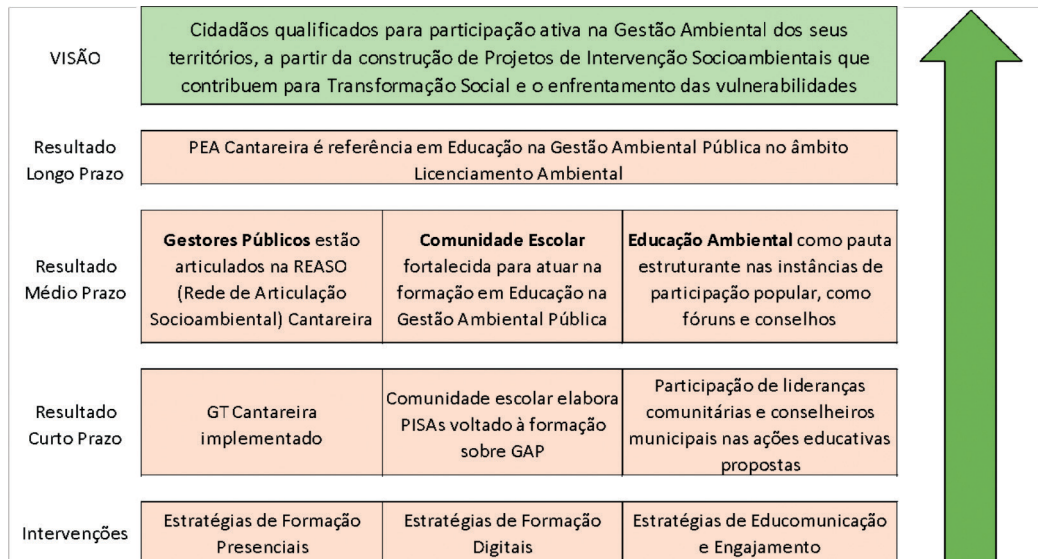 VISÃO
Cidadãos qualificados para participação ativa na Gestão Ambiental dos seus
territórios, a partir da construção de Projetos de Intervenção Socioambientais que
contribuem para Transformação Social e o enfrentamento das vulnerabilidades
Resultado
Longo Prazo
PEA Cantareira é referência em Educação na Gestão Ambiental Pública no âmbito
Licenciamento Ambiental
Resultado
Médio Prazo
Gestores Públicos estão
articulados na REASO
(Rede de Articulação
Socioambiental) Cantareira
Comunidade Escolar
fortalecida para atuar na
formação em Educação na
Gestão Ambiental Pública
Educação Ambiental como pauta
estruturante nas instâncias de
participação popular, como
fóruns e conselhos
Resultado
Curto Prazo
GT Cantareira
implementado
Comunidade escolar elabora
PISAs voltado à formação
sobre GAP
Participação de lideranças
comunitárias e conselheiros
municipais nas ações educativas
propostas
Intervenções
Estratégias de Formação
Presenciais
Estratégias de Formação
Digitais
Estratégias de Educomunicação
e Engajamento